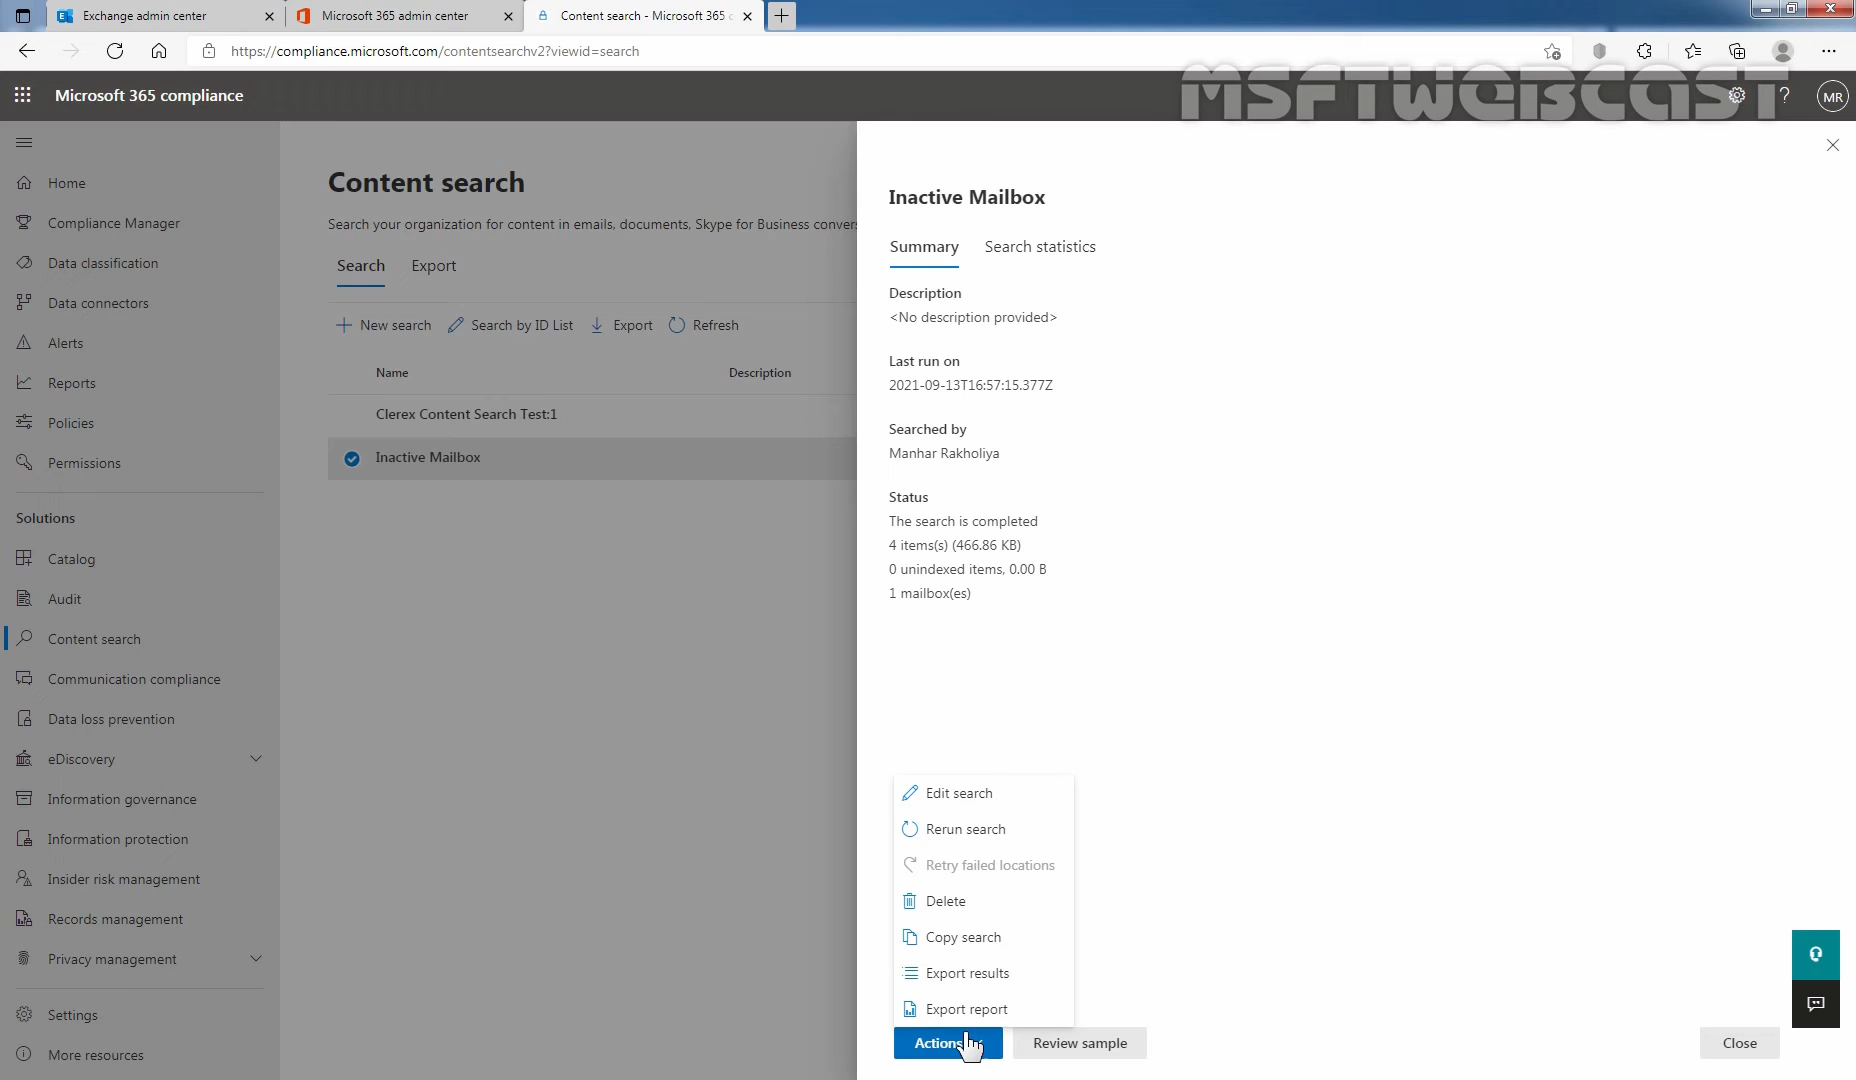 Exchange admin center
Microsoft 365 admin center
Content search - Microsoft 365 c
https://compliance.microsoft.com/contentsearchv2?viewid=search
Microsoft 365 compliance
MSFTWEBCAST
MR
Home
Compliance Manager
Data classification
Data connectors
Alerts
Reports
Policies
Permissions
Solutions
Catalog
Audit
Content search
Communication compliance
Data loss prevention
eDiscovery
Information governance
Information protection
Insider risk management
Records management
Privacy management
Settings
More resources
Content search
Search your organization for content in emails, documents, Skype for Business conver
Search Export
New search Search by ID List Export Refresh
Name Description
Clerex Content Search Test:1
Inactive Mailbox
Inactive Mailbox
Summary Search statistics
Description
<No description provided>
Last run on
2021-09-13T16:57:15.377Z
Searched by
Manhar Rakholiya
Status
The search is completed
4 items(s) (466.86 KB)
0 unindexed items, 0.00 B
1 mailbox(es)
Edit search
Rerun search
Retry failed locations
Delete
Copy search
Export results
Export report
Actions Review sample Close